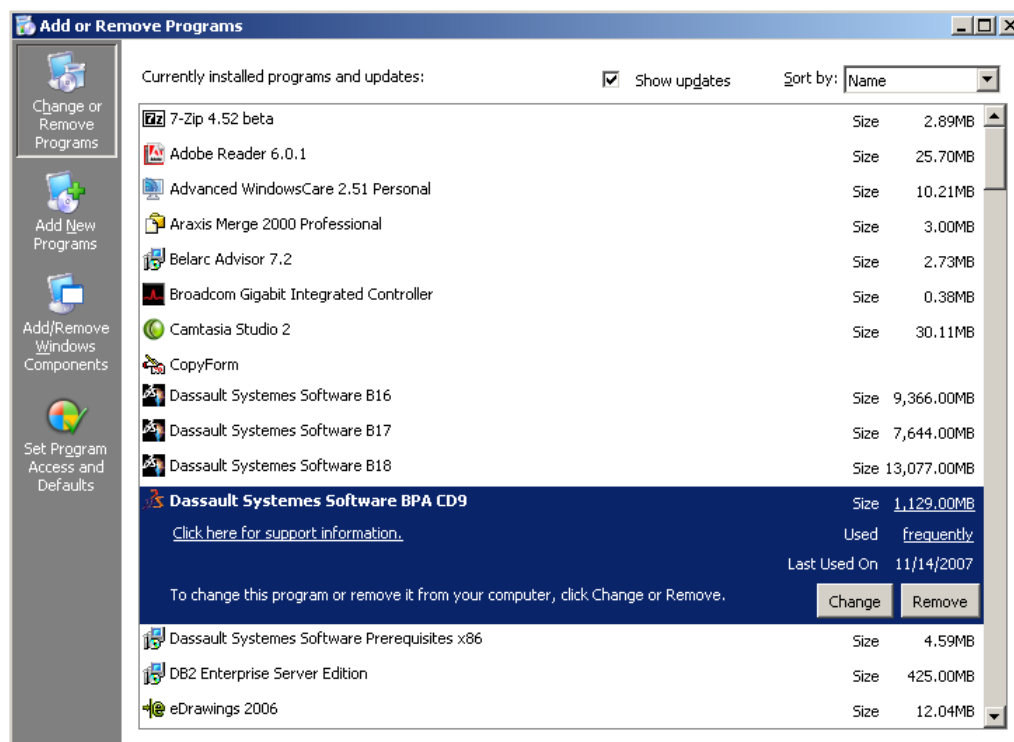 Add or Remove Programs
Currently installed programs and updates: Show updates Sort by: Name
Change or
Remove
Programs
Add New
Programs
Add/Remove
Windows
Components
Set Program
Access and
Defaults
7-Zip 4.52 beta Size 2.89MB
Adobe Reader 6.0.1 Size 25.70MB
Advanced WindowsCare 2.51 Personal Size 10.21MB
Araxis Merge 2000 Professional Size 3.00MB
Belarc Advisor 7.2 Size 2.73MB
Broadcom Gigabit Integrated Controller Size 0.38MB
Camtasia Studio 2 Size 30.11MB
CopyForm
Dassault Systemes Software B16 Size 9,366.00MB
Dassault Systemes Software B17 Size 7,644.00MB
Dassault Systemes Software B18 Size 13,077.00MB
Dassault Systemes Software BPA CD9 Size 1,129.00MB
Click here for support information. Used frequently
Last Used On 11/14/2007
To change this program or remove it from your computer, click Change or Remove. Change Remove
Dassault Systemes Software Prerequisites x86 Size 4.59MB
DB2 Enterprise Server Edition Size 425.00MB
eDrawings 2006 Size 12.04MB